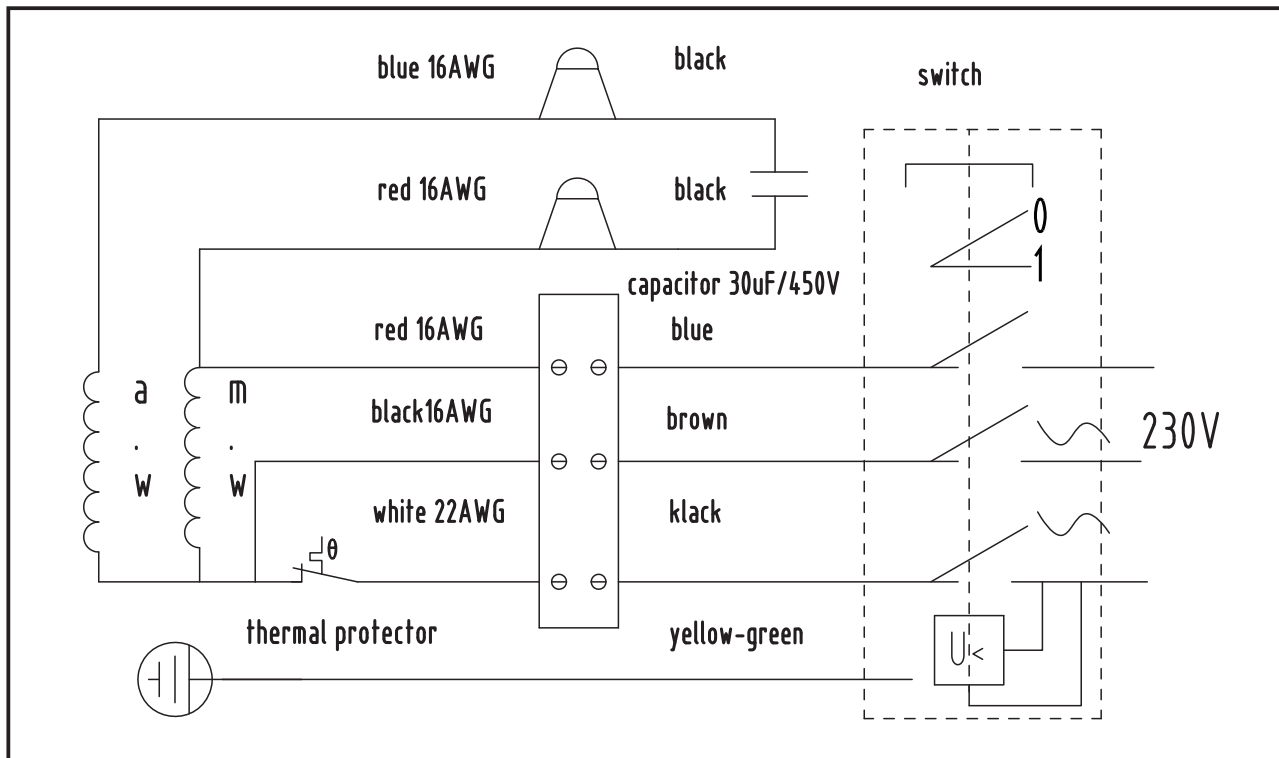 blue 16AWG
black
switch
red 16AWG
black
0
1
capacitor 30uF/450V
red 16AWG
blue
a.w
m.w
black16AWG
brown
230V
white 22AWG
klack
θ
thermal protector
yellow-green
U<